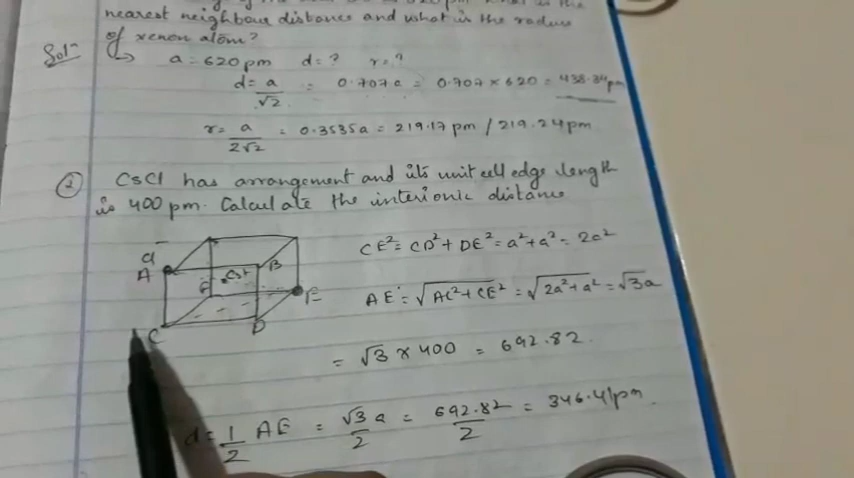 nearest neighbour distance and what is the radius
of xenon atom?
Soln
a = 620 pm d = ? r = ?
d = a/√2 = 0.707a = 0.707 × 620 = 438.34pm
r = a/2√2 = 0.3535a = 219.17 pm / 219.24pm
② CsCl has arrangement and its unit cell edge length
is 400 pm. Calculate the interionic distance
Cl⁻
A
B
Cs+
E
C
D
CE² = CD² + DE² = a² + a² = 2a²
AE = √AC² + CE² = √2a² + a² = √3a
= √3 × 400 = 692.82.
d = 1/2 AE = √3a/2 = 692.82/2 = 346.41pm.